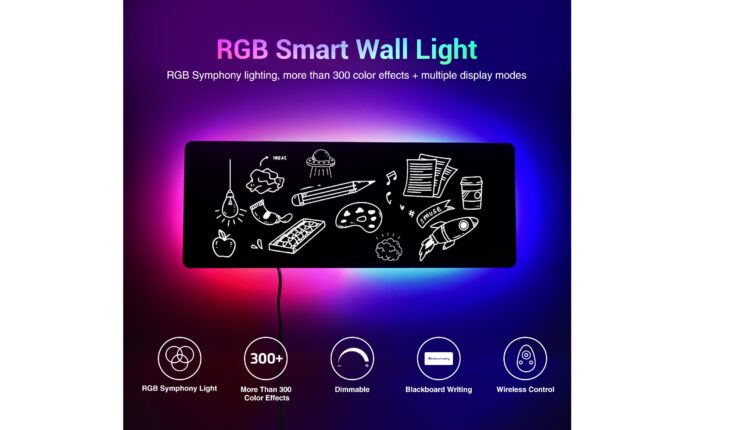 RGB Smart Wall Light
RGB Symphony lighting, more than 300 color effects + multiple display modes
IDEAS
#
300+
RGB Symphony Light
More Than 300
Color Effects
Dimmable
Blackboard Writing
Wireless Control